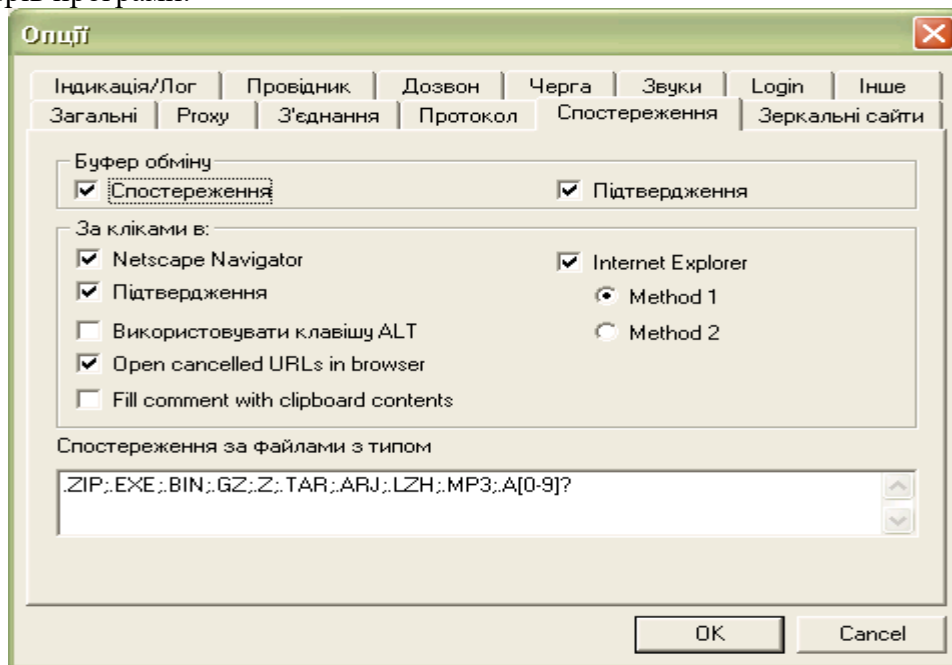 Опції
Індикація/Лог Провідник Дозвон Черга Звуки Login Інше
Загальні Proxy З'єднання Протокол Спостереження Зеркальні сайти
Буфер обміну
Спостереження Підтвердження
За кліками в:
Netscape Navigator Internet Explorer
Підтвердження Method 1
Використовувати клавішу ALT Method 2
Open cancelled URLs in browser
Fill comment with clipboard contents
Спостереження за файлами з типом
.ZIP;.EXE;.BIN;.GZ;.Z;.TAR;.ARJ;.LZH;.MP3;.A[0-9]?
OK Cancel